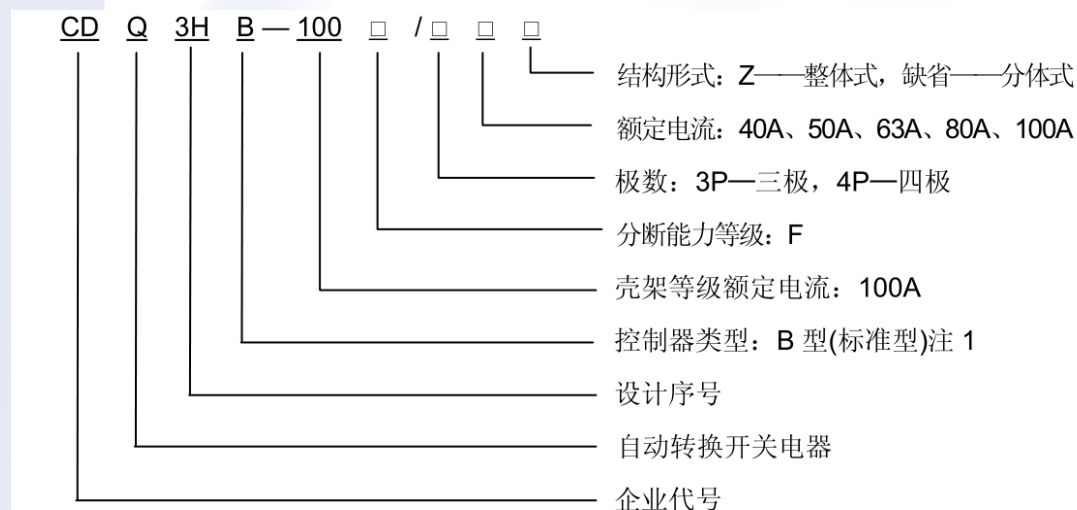 CD Q 3H B — 100 □ / □ □ □
结构形式：Z——整体式，缺省——分体式
额定电流：40A、50A、63A、80A、100A
极数：3P—三极，4P—四极
分断能力等级：F
壳架等级额定电流：100A
控制器类型：B 型(标准型)注 1
设计序号
自动转换开关电器
企业代号